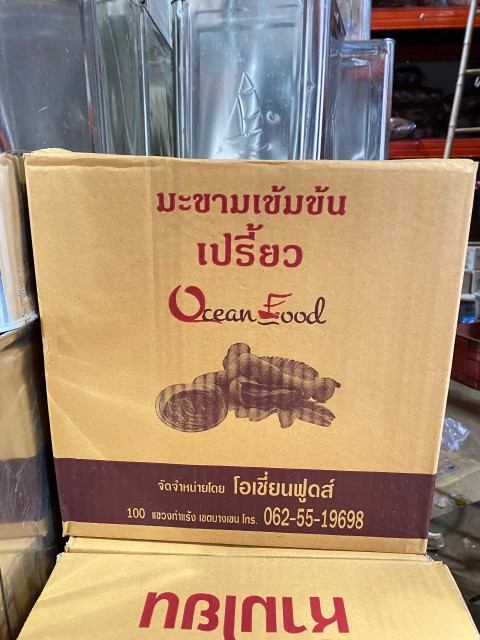 มะขามเข้มข้น
เปรี้ยว
Ocean Food
จัดจำหน่ายโดย โอเชี่ยนฟูดส์
100 แขวงท่าแร้ง เขตบางเขน โทร. 062-55-19698